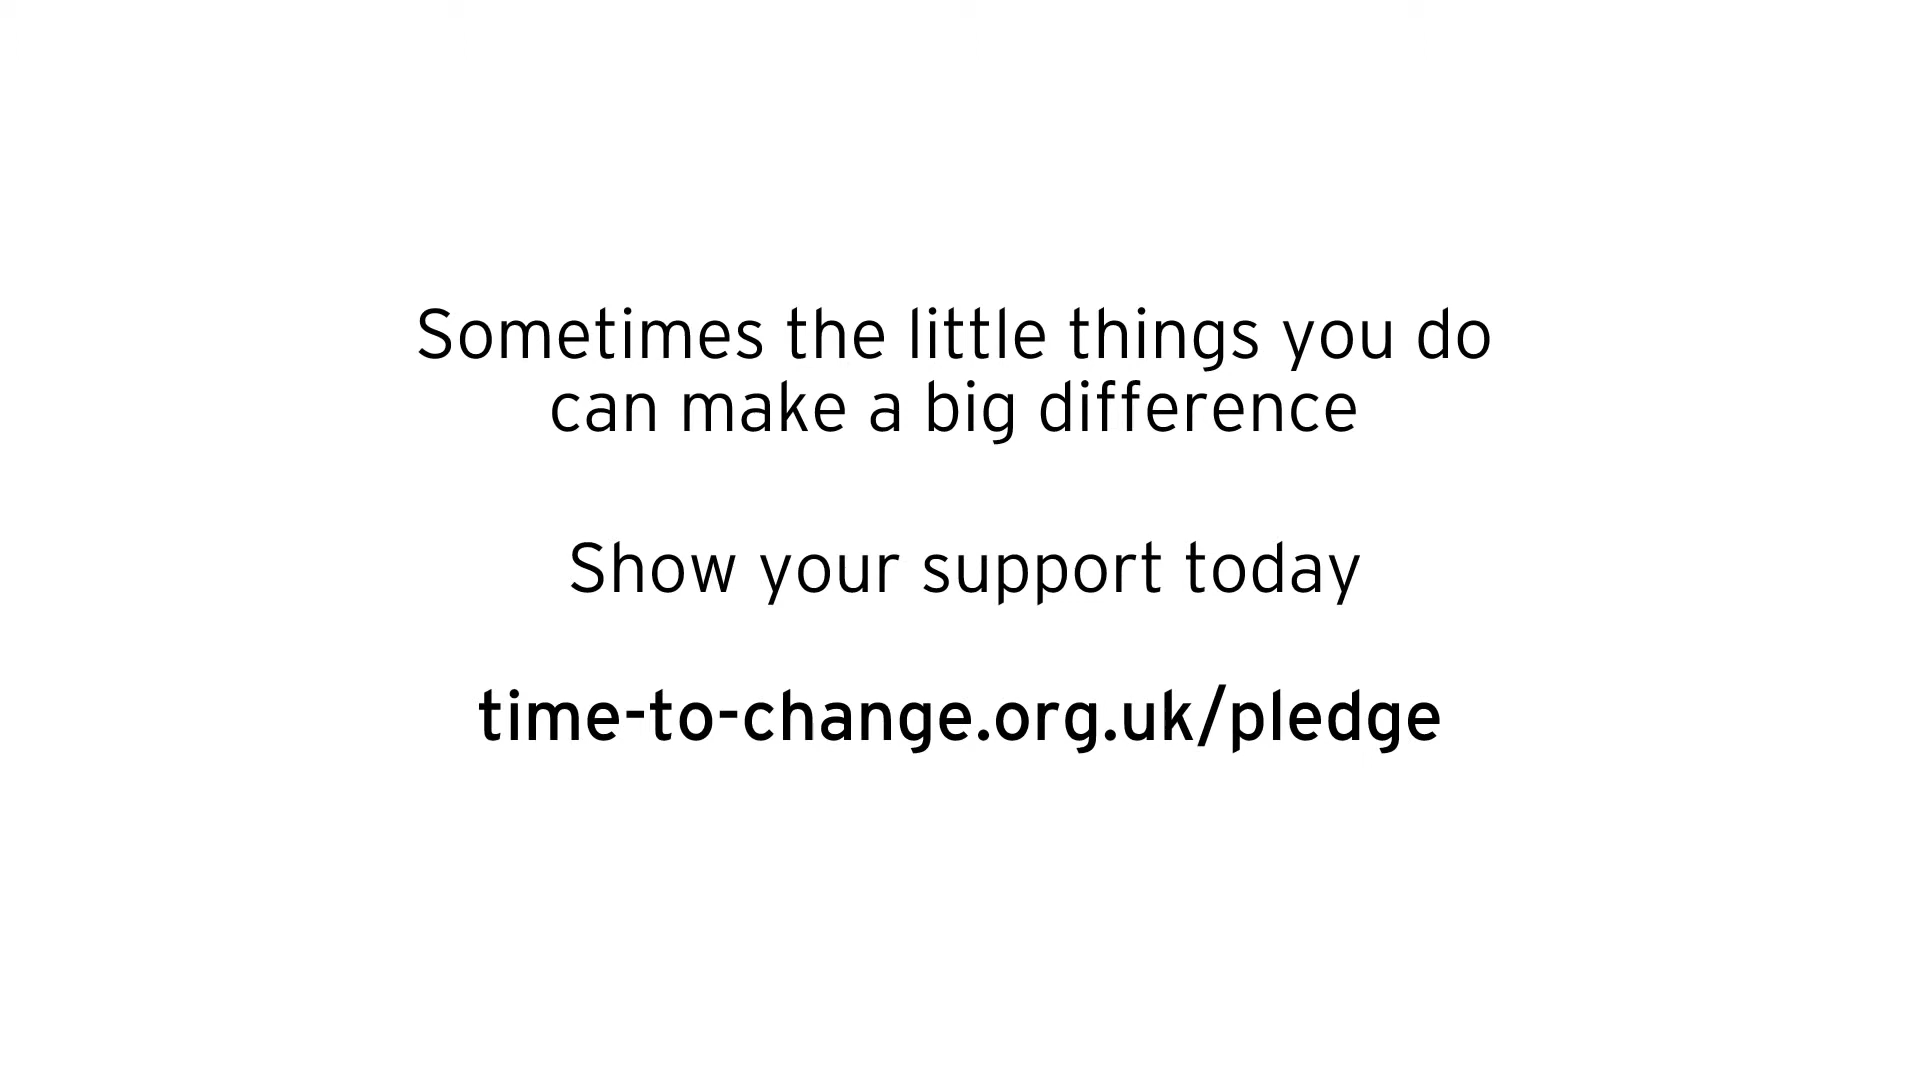 Sometimes the little things you do
can make a big difference
Show your support today
time-to-change.org.uk/pledge